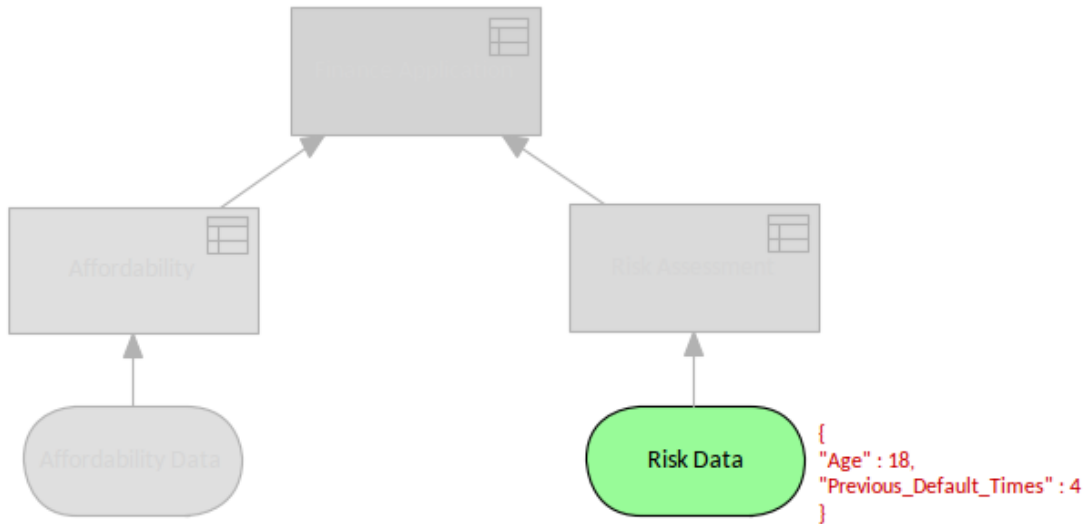 Affordability
Risk Assessment
Affordability Data
Risk Data
{
"Age" : 18,
"Previous_Default_Times" : 4
}